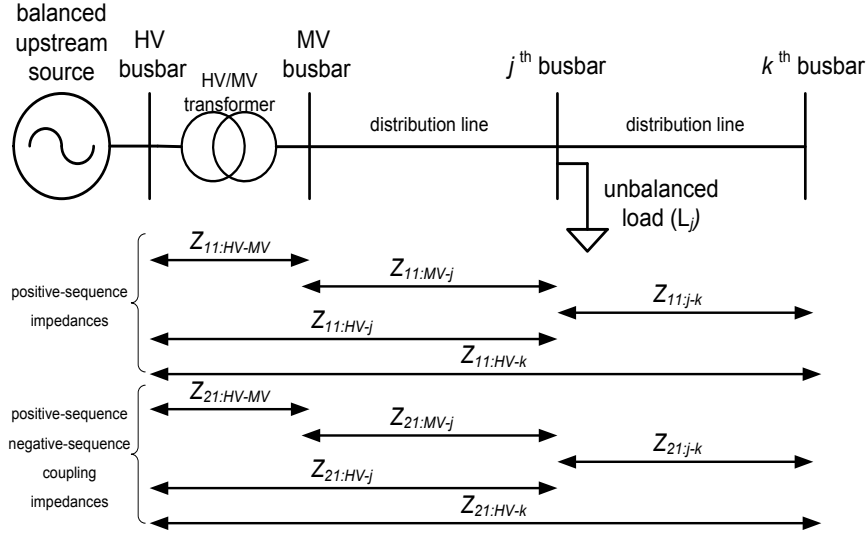 balanced
upstream
source
HV
busbar
HV/MV
transformer
MV
busbar
distribution line
j th busbar
distribution line
k th busbar
unbalanced
load (Lj)
positive-sequence
impedances
Z11:HV-MV
Z11:MV-j
Z11:j-k
Z11:HV-j
Z11:HV-k
positive-sequence
negative-sequence
coupling
impedances
Z21:HV-MV
Z21:MV-j
Z21:j-k
Z21:HV-j
Z21:HV-k